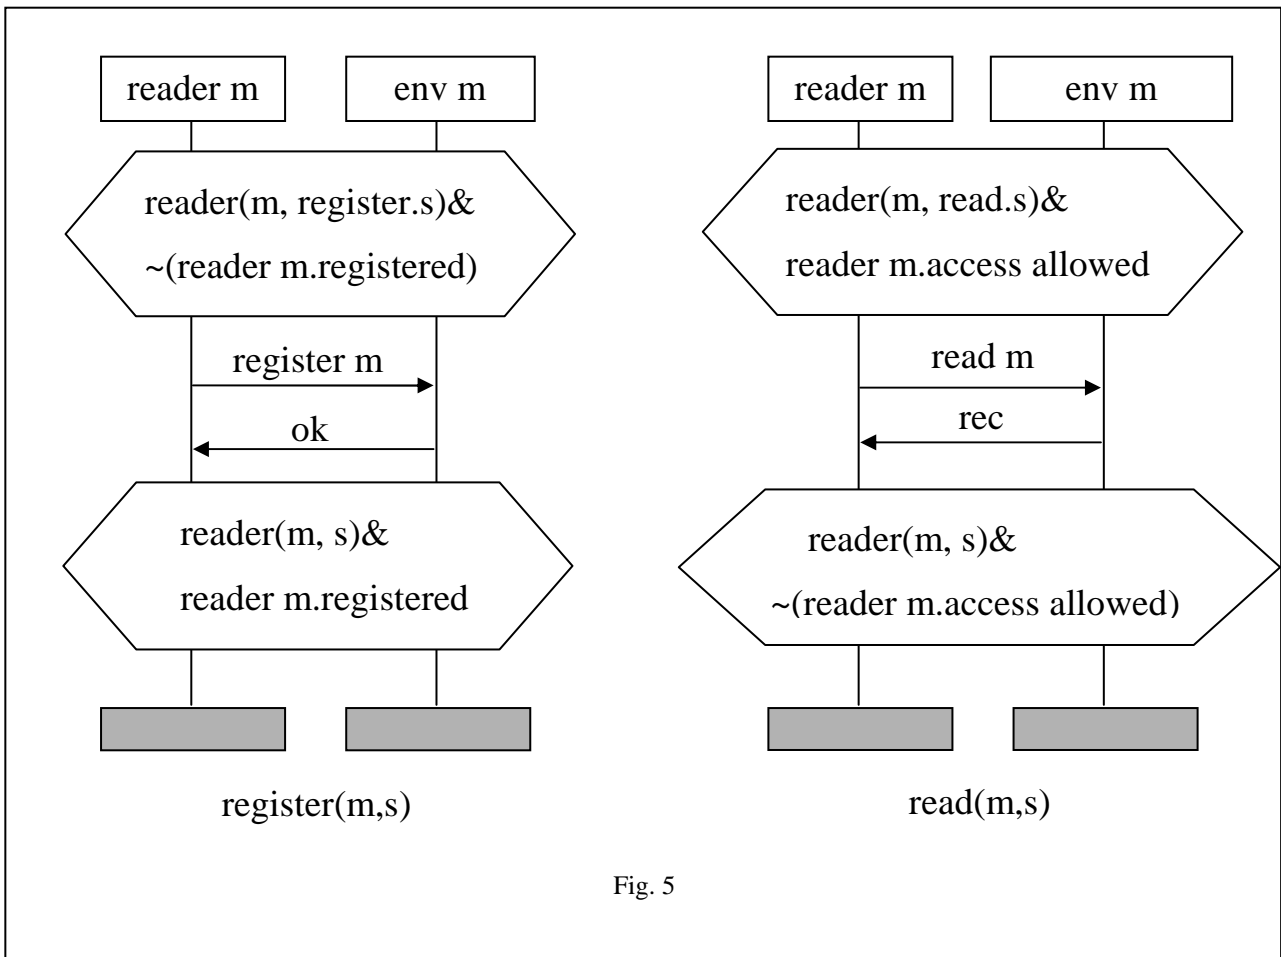 reader m
env m
reader(m, register.s)&
~(reader m.registered)
register m
ok
reader(m, s)&
reader m.registered
register(m,s)
reader m
env m
reader(m, read.s)&
reader m.access allowed
read m
rec
reader(m, s)&
~(reader m.access allowed)
read(m,s)
Fig. 5